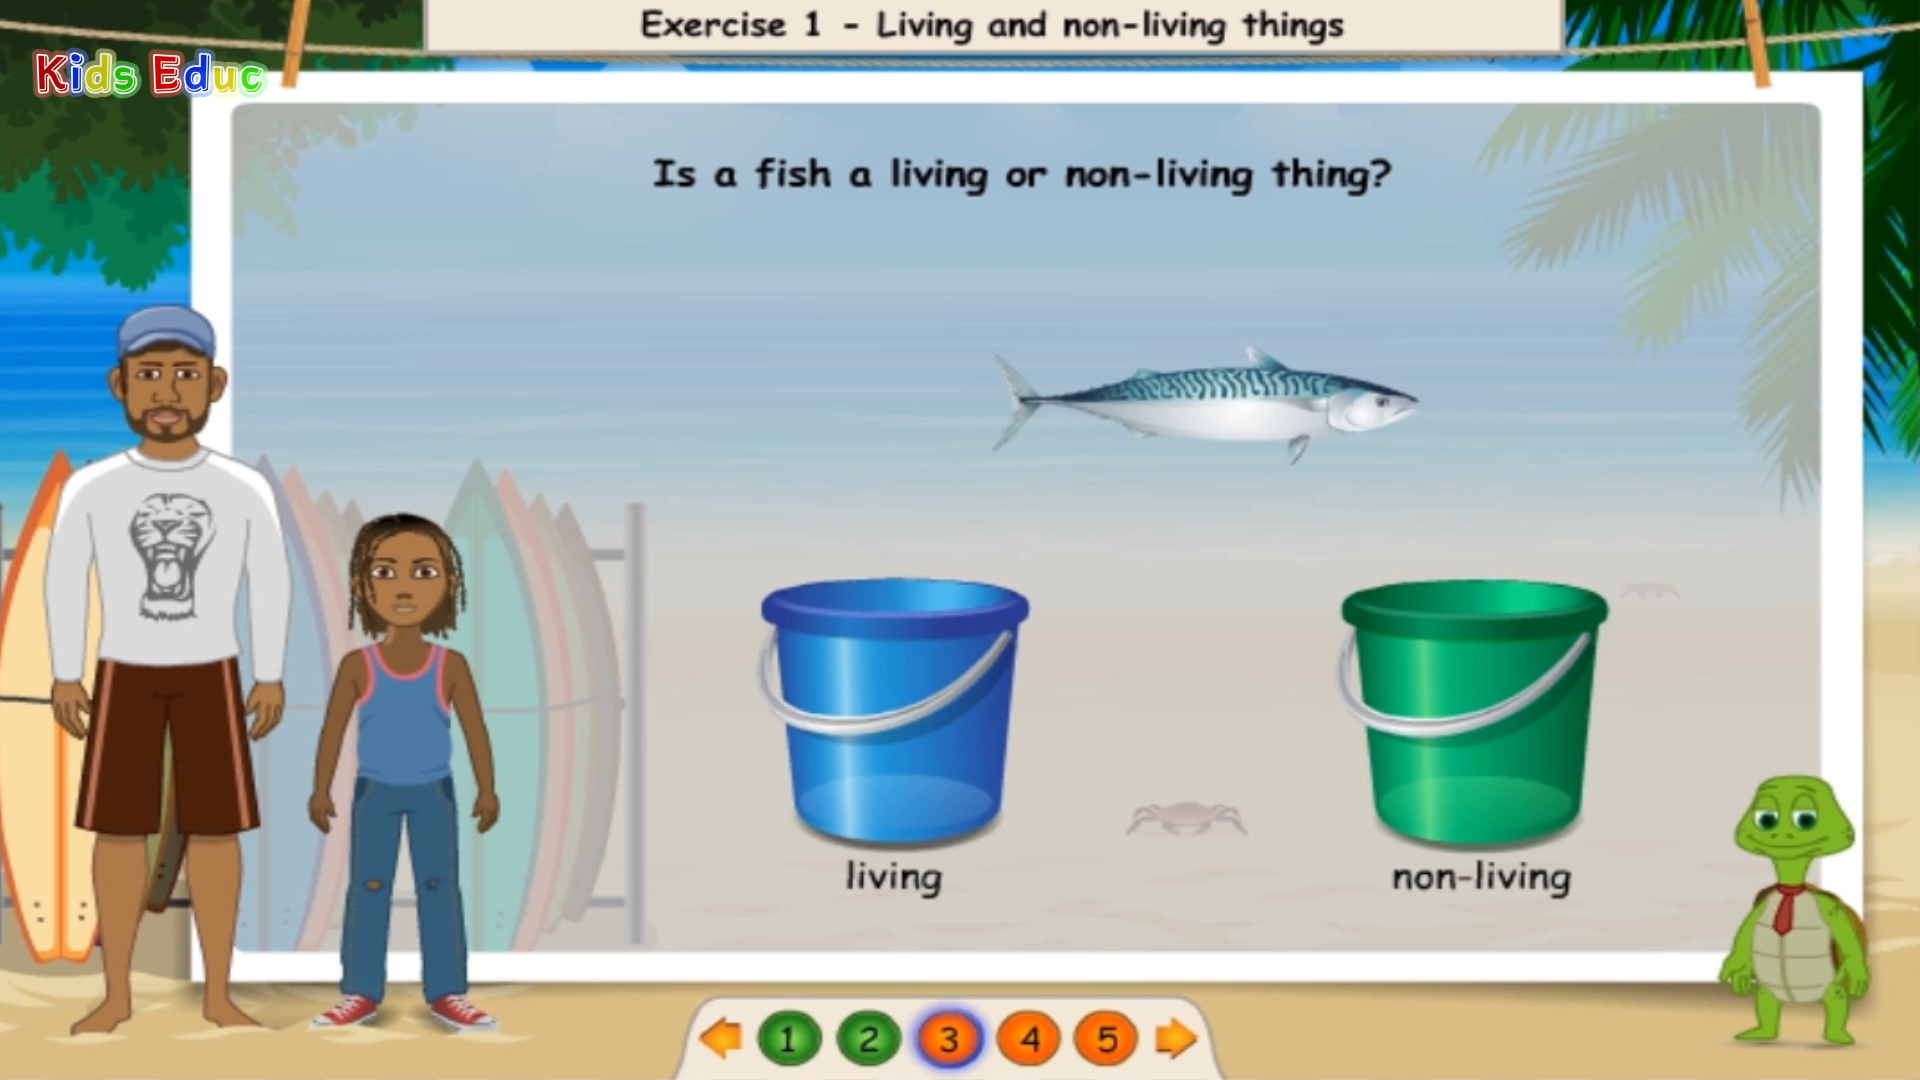 Exercise 1 - Living and non-living things
Kids Educ
Is a fish a living or non-living thing?
living
non-living
1 2 3 4 5